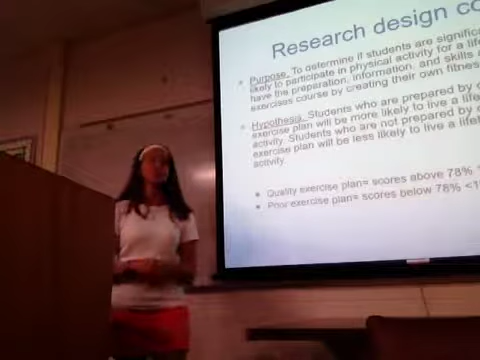 Research design co
Purpose. To determine if students are signific
likely to participate in physical activity for a life
have the preparation, information, and skills a
exercises course by creating their own fitnes
Hypothesis. Students who are prepared by c
exercise plan will be more likely to live a life
activity. Students who are not prepared by c
exercise plan will be less likely to live a lifet
activity.
Quality exercise plan= scores above 78%
Poor exercise plan= scores below 78% <1